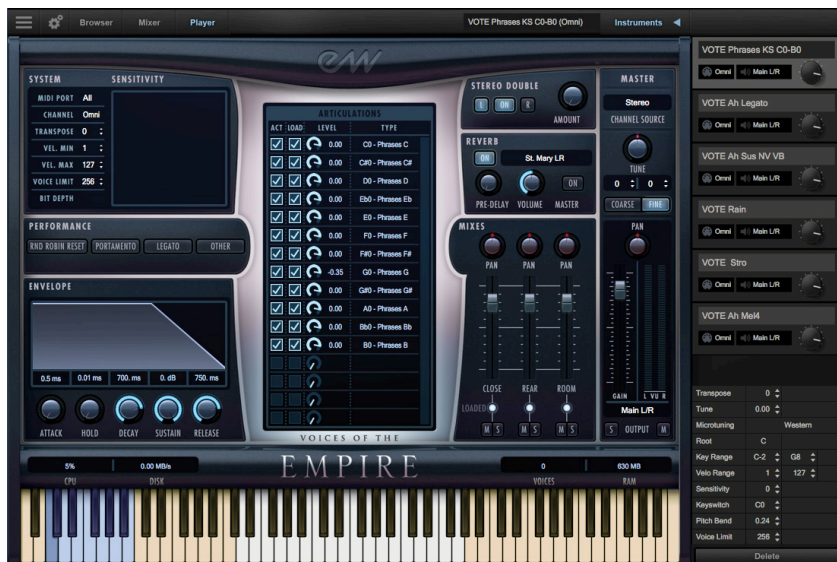 Browser Mixer Player VOTE Phrases KS C0-B0 (Omni) Instruments
ew
SYSTEM SENSITIVITY
MIDI PORT All
CHANNEL Omni
TRANSPOSE 0
VEL. MIN 1
VEL. MAX 127
VOICE LIMIT 256
BIT DEPTH
PERFORMANCE
RND ROBIN RESET PORTAMENTO LEGATO OTHER
ENVELOPE
0.5 ms 0.01 ms 700. ms 0. dB 750. ms
ATTACK HOLD DECAY SUSTAIN RELEASE
ARTICULATIONS
ACT LOAD LEVEL TYPE
0.00 C0 - Phrases C
0.00 C#0 - Phrases C#
0.00 D0 - Phrases D
0.00 Eb0 - Phrases Eb
0.00 E0 - Phrases E
0.00 F0 - Phrases F
0.00 F#0 - Phrases F#
-0.35 G0 - Phrases G
0.00 G#0 - Phrases G#
0.00 A0 - Phrases A
0.00 Bb0 - Phrases Bb
0.00 B0 - Phrases B
VOICES OF THE
EMPIRE
STEREO DOUBLE
L ON R
AMOUNT
REVERB
ON St. Mary LR
ON
PRE-DELAY VOLUME MASTER
MIXES
PAN PAN PAN
CLOSE REAR ROOM
LOADED
M S M S M S
MASTER
Stereo
CHANNEL SOURCE
TUNE
0 0
COARSE FINE
PAN
GAIN L VU R
Main L/R
S OUTPUT M
5% 0.00 MB/s 0 630 MB
CPU DISK VOICES RAM
VOTE Phrases KS C0-B0
Omni Main L/R
VOTE Ah Legato
Omni Main L/R
VOTE Ah Sus NV VB
Omni Main L/R
VOTE Rain
Omni Main L/R
VOTE Stro
Omni Main L/R
VOTE Ah Mel4
Omni Main L/R
Transpose 0
Tune 0.00
Microtuning Western
Root C
Key Range C-2 G8
Velo Range 1 127
Sensitivity 0
Keyswitch C0
Pitch Bend 0.24
Voice Limit 256
Delete